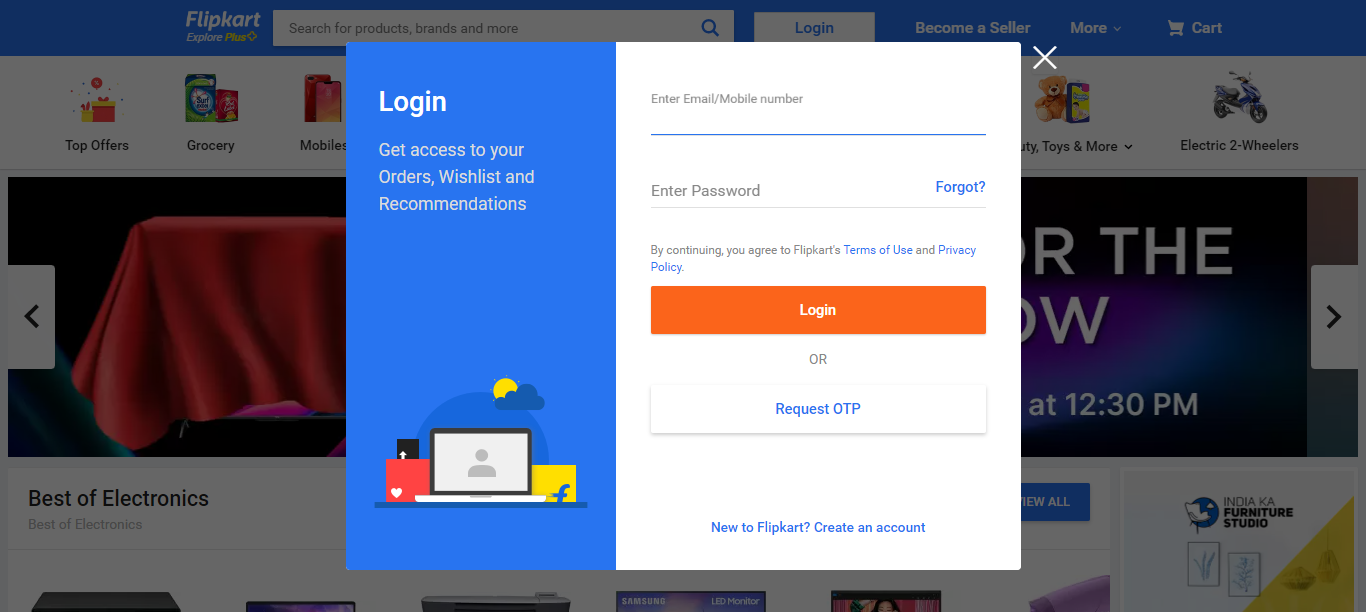 Flipkart
Explore Plus
Search for products, brands and more
Login
Become a Seller
More
Cart
Top Offers
Grocery
Mobiles
Toys & More
Electric 2-Wheelers
Login
Get access to your
Orders, Wishlist and
Recommendations
Enter Email/Mobile number
Enter Password
Forgot?
By continuing, you agree to Flipkart's Terms of Use and Privacy
Policy.
Login
OR
Request OTP
New to Flipkart? Create an account
R THE
OW
at 12:30 PM
Best of Electronics
Best of Electronics
VIEW ALL
INDIA KA
FURNITURE
STUDIO
SAMSUNG
LED Monitor